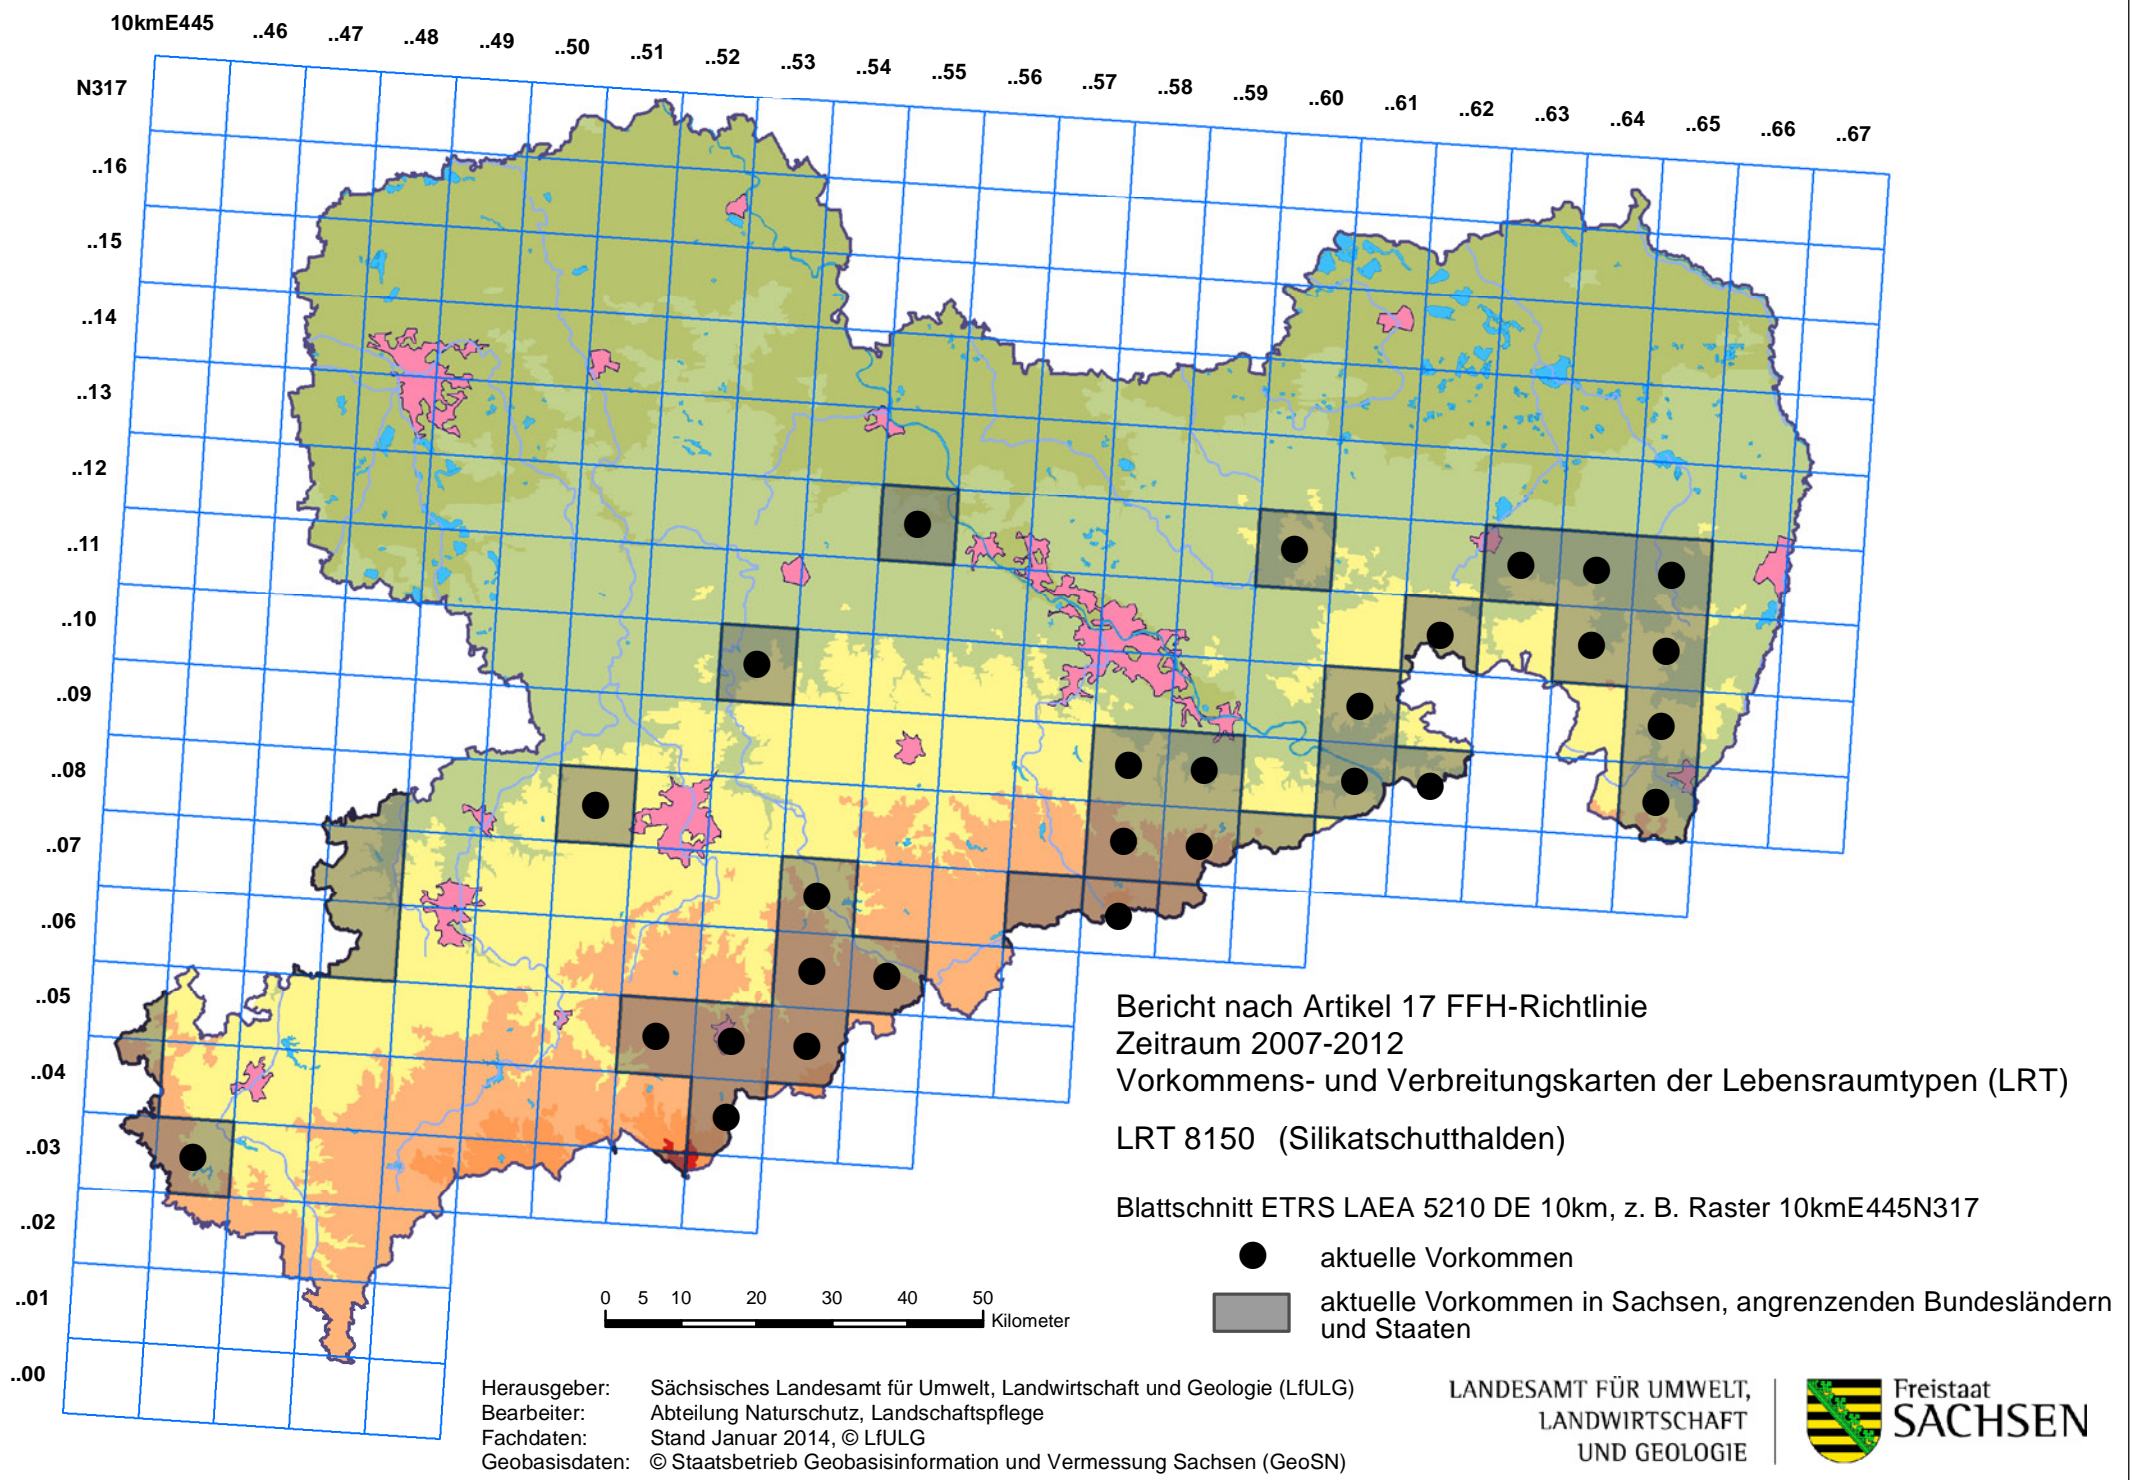 10kmE445 ..46 ..47 ..48 ..49 ..50 ..51 ..52 ..53 ..54 ..55 ..56 ..57 ..58 ..59 ..60 ..61 ..62 ..63 ..64 ..65 ..66 ..67
N317
..16
..15
..14
..13
..12
..11
..10
..09
..08
..07
..06
..05
..04
..03
..02
..01
..00
Bericht nach Artikel 17 FFH-Richtlinie
Zeitraum 2007-2012
Vorkommens- und Verbreitungskarten der Lebensraumtypen (LRT)
LRT 8150 (Silikatschutthalden)
Blattschnitt ETRS LAEA 5210 DE 10km, z. B. Raster 10kmE445N317
aktuelle Vorkommen
aktuelle Vorkommen in Sachsen, angrenzenden Bundesländern
und Staaten
0 5 10 20 30 40 50
Kilometer
Herausgeber: Sächsisches Landesamt für Umwelt, Landwirtschaft und Geologie (LfULG)
Bearbeiter: Abteilung Naturschutz, Landschaftspflege
Fachdaten: Stand Januar 2014, © LfULG
Geobasisdaten: © Staatsbetrieb Geobasisinformation und Vermessung Sachsen (GeoSN)
LANDESAMT FÜR UMWELT,
LANDWIRTSCHAFT
UND GEOLOGIE
Freistaat
SACHSEN